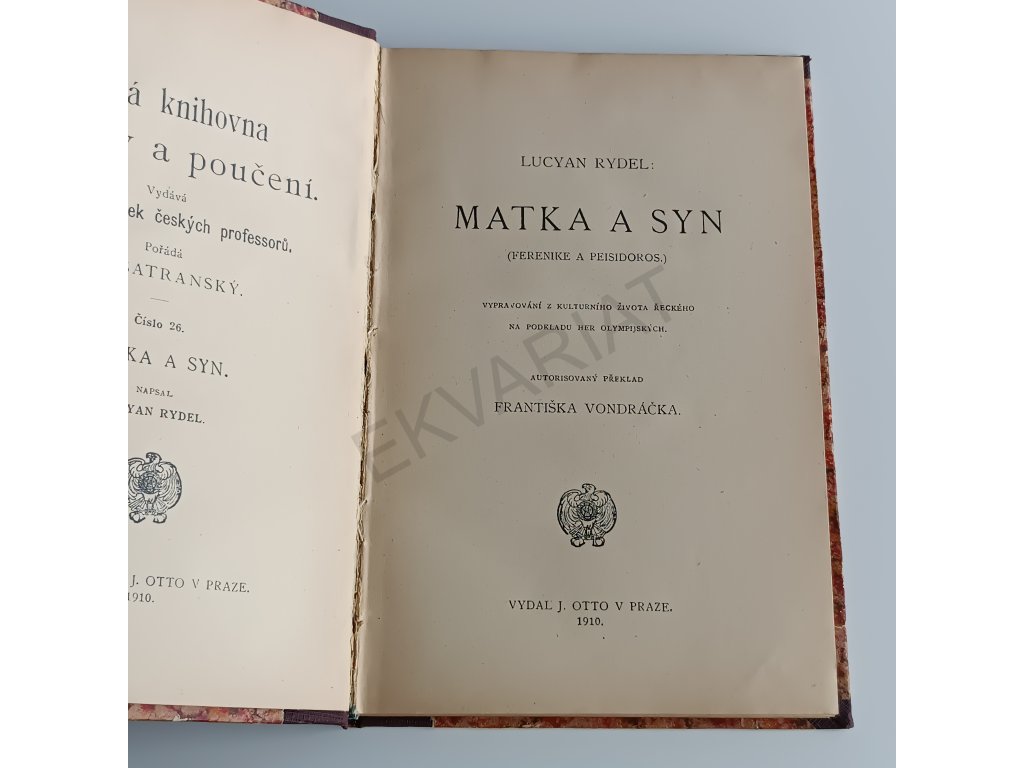 á knihovna
y a poučení.
Vydává
ek českých professorů.
Pořádá
ATRANSKÝ.
Číslo 26.
KA A SYN.
NAPSAL
YAN RYDEL.
J. OTTO V PRAZE.
1910.
LUCYAN RYDEL:
MATKA A SYN
(FERENIKE A PEISIDOROS.)
VYPRAVOVÁNÍ Z KULTURNÍHO ŽIVOTA ŘECKÉHO
NA PODKLADU HER OLYMPIJSKÝCH.
AUTORISOVANÝ PŘEKLAD
FRANTIŠKA VONDRÁČKA.
VYDAL J. OTTO V PRAZE.
1910.
EKVARIAT